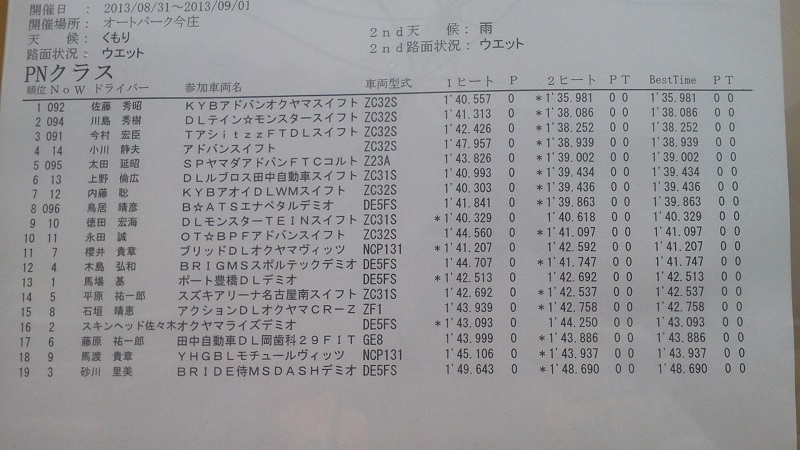 開催日 : 2013/08/31～2013/09/01
開催場所: オートパーク今庄
天 候: くもり 2nd天 候: 雨
路面状況: ウエット 2nd路面状況: ウエット
PNクラス
順位 No W ドライバー 参加車両名 車両型式 1ヒート P 2ヒート P T BestTime P T
1 092 佐藤 秀昭 KYBアドバンオクヤマスイフト ZC32S 1'40.557 0 *1'35.981 0 0 1'35.981 0 0
2 094 川島 秀樹 DLテイン☆モンスタースイフト ZC32S 1'41.313 0 *1'38.086 0 0 1'38.086 0 0
3 091 今村 宏臣 TアシitzzFTDLスイフト ZC32S 1'42.426 0 *1'38.252 0 0 1'38.252 0 0
4 14 小川 静夫 アドバンスイフト ZC32S 1'47.957 0 *1'38.939 0 0 1'38.939 0 0
5 095 太田 延昭 SPヤマダアドバンFTCコルト Z23A 1'43.826 0 *1'39.002 0 0 1'39.002 0 0
6 13 上野 倫広 DLルブロス田中自動車スイフト ZC31S 1'40.993 0 *1'39.434 0 0 1'39.434 0 0
7 12 内藤 聡 KYBアオイDLWMスイフト ZC32S 1'40.303 0 *1'39.436 0 0 1'39.436 0 0
8 096 鳥居 晴彦 B☆ATSエナペタルデミオ DE5FS 1'41.841 0 *1'39.863 0 0 1'39.863 0 0
9 10 徳田 宏海 DLモンスターTEINスイフト ZC31S *1'40.329 0 1'40.618 0 0 1'40.329 0 0
10 11 永田 誠 OT☆BPFアドバンスイフト ZC32S 1'44.560 0 *1'41.097 0 0 1'41.097 0 0
11 7 櫻井 貴章 ブリッドDLオクヤマヴィッツ NCP131 *1'41.207 0 1'42.592 0 0 1'41.207 0 0
12 4 木島 弘和 BRIGMSスポルテックデミオ DE5FS 1'44.707 0 *1'41.747 0 0 1'41.747 0 0
13 1 馬場 基 ポート豊橋DLデミオ DE5FS *1'42.513 0 1'42.692 0 0 1'42.513 0 0
14 5 平原 祐一郎 スズキアリーナ名古屋南スイフト ZC31S 1'42.692 0 *1'42.537 0 0 1'42.537 0 0
15 8 石垣 晴恵 アクションDLオクヤマCR－Z ZF1 1'43.939 0 *1'42.758 0 0 1'42.758 0 0
16 2 スキンヘッド佐々木 オクヤマライズデミオ DE5FS *1'43.093 0 1'44.250 0 0 1'43.093 0 0
17 6 藤原 祐一郎 田中自動車DL岡歯科29FIT GE8 1'43.999 0 *1'43.886 0 0 1'43.886 0 0
18 9 馬渡 貴章 YHGBLモチュールヴィッツ NCP131 1'45.106 0 *1'43.937 0 0 1'43.937 0 0
19 3 砂川 里美 BRIDE侍MSDASHデミオ DE5FS 1'49.643 0 *1'48.690 0 0 1'48.690 0 0